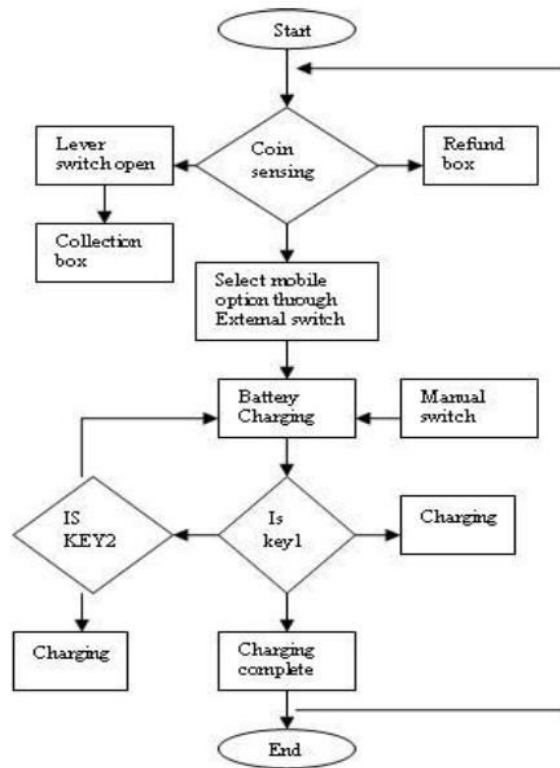 Start
Lever
switch open
Coin
sensing
Refund
box
Collection
box
Select mobile
option through
External switch
Battery
Charging
Manual
switch
IS
KEY2
Is
key1
Charging
Charging
Charging
complete
End